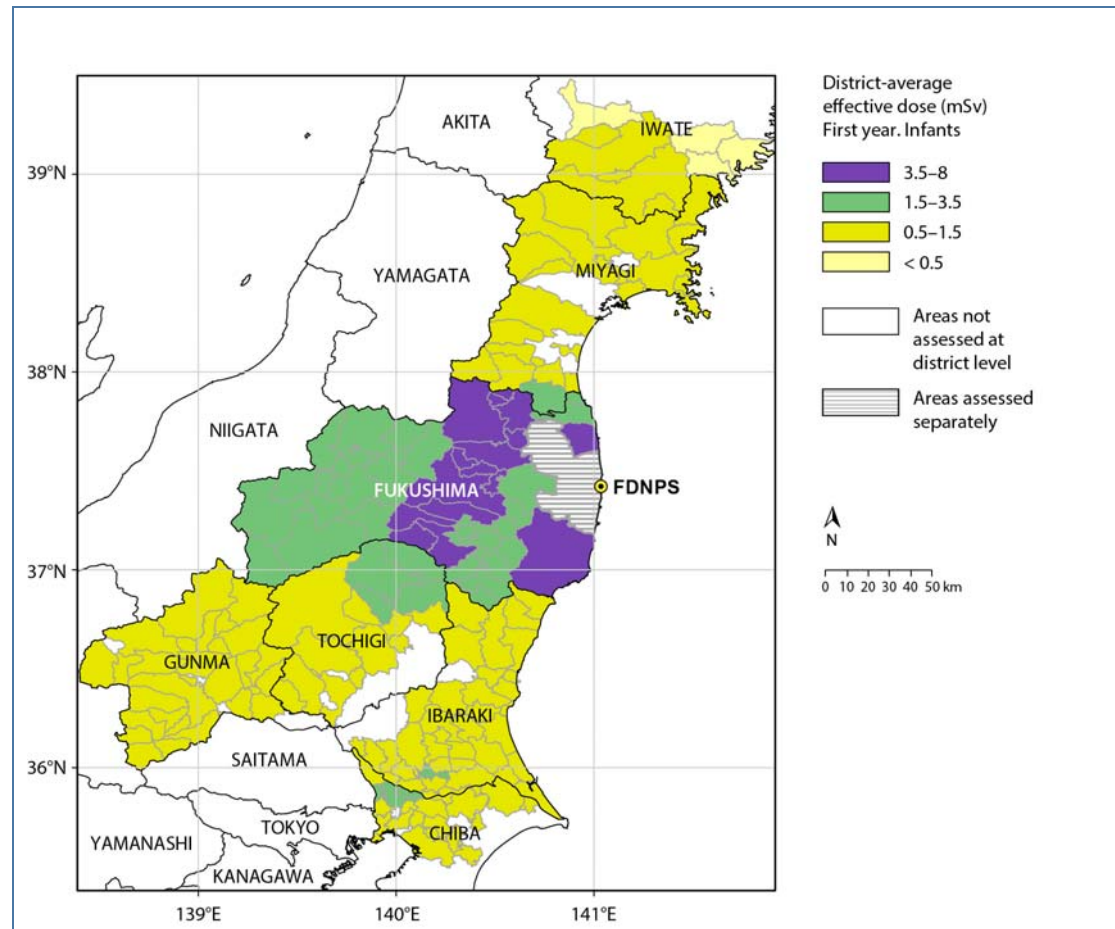 District-average
effective dose (mSv)
First year. Infants
3.5–8
1.5–3.5
0.5–1.5
< 0.5
Areas not
assessed at
district level
Areas assessed
separately
N
0 10 20 30 40 50 km
AKITA
IWATE
39°N
YAMAGATA
MIYAGI
38°N
NIIGATA
FUKUSHIMA
FDNPS
37°N
TOCHIGI
GUNMA
IBARAKI
SAITAMA
36°N
TOKYO
CHIBA
YAMANASHI
KANAGAWA
139°E
140°E
141°E